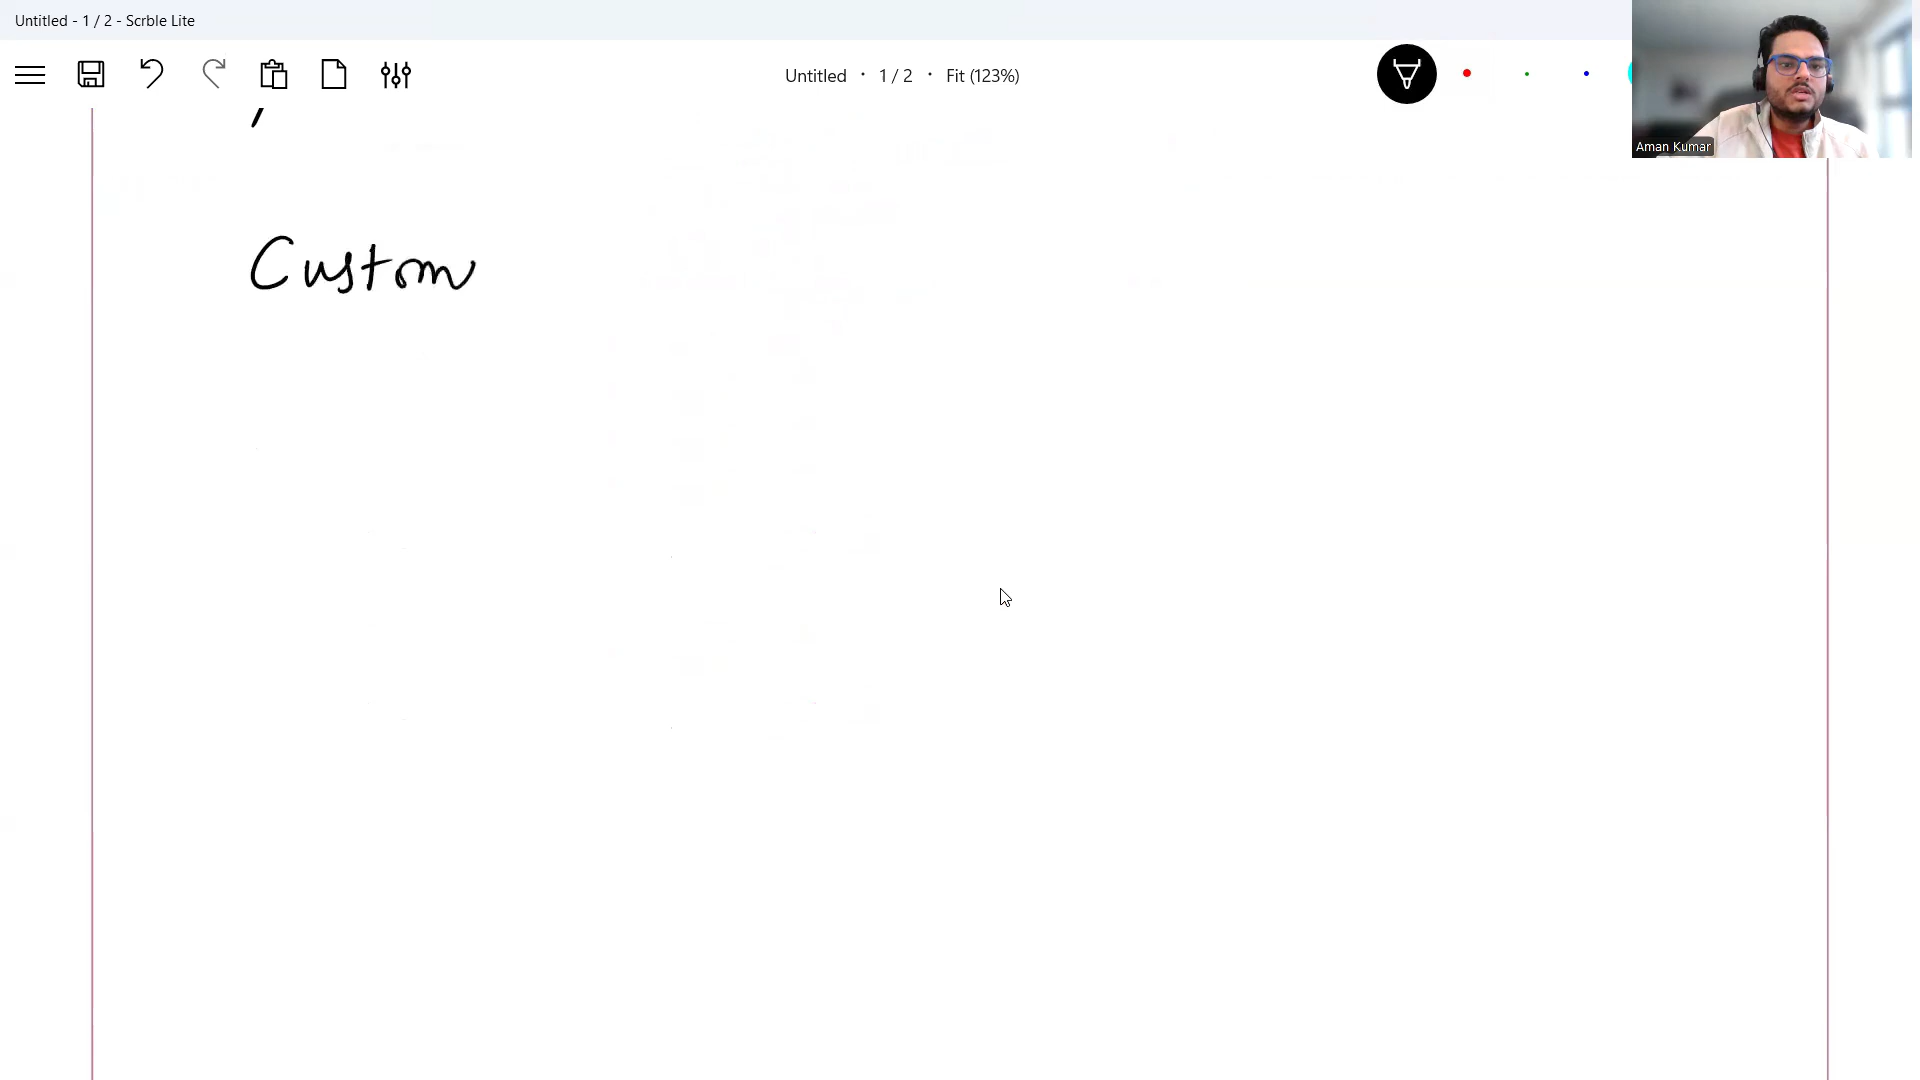 Untitled - 1 / 2 - Scrble Lite
Untitled • 1 / 2 • Fit (123%)
Aman Kumar
Custom